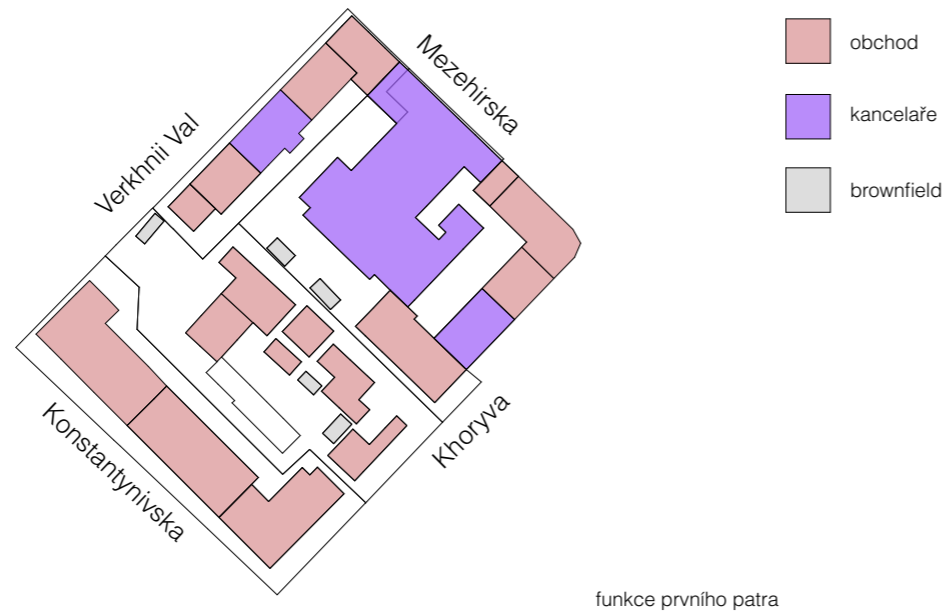 Mezehirska
Verkhnii Val
Konstantynivska
Khoryva
obchod
kancelaře
brownfield
funkce prvního patra